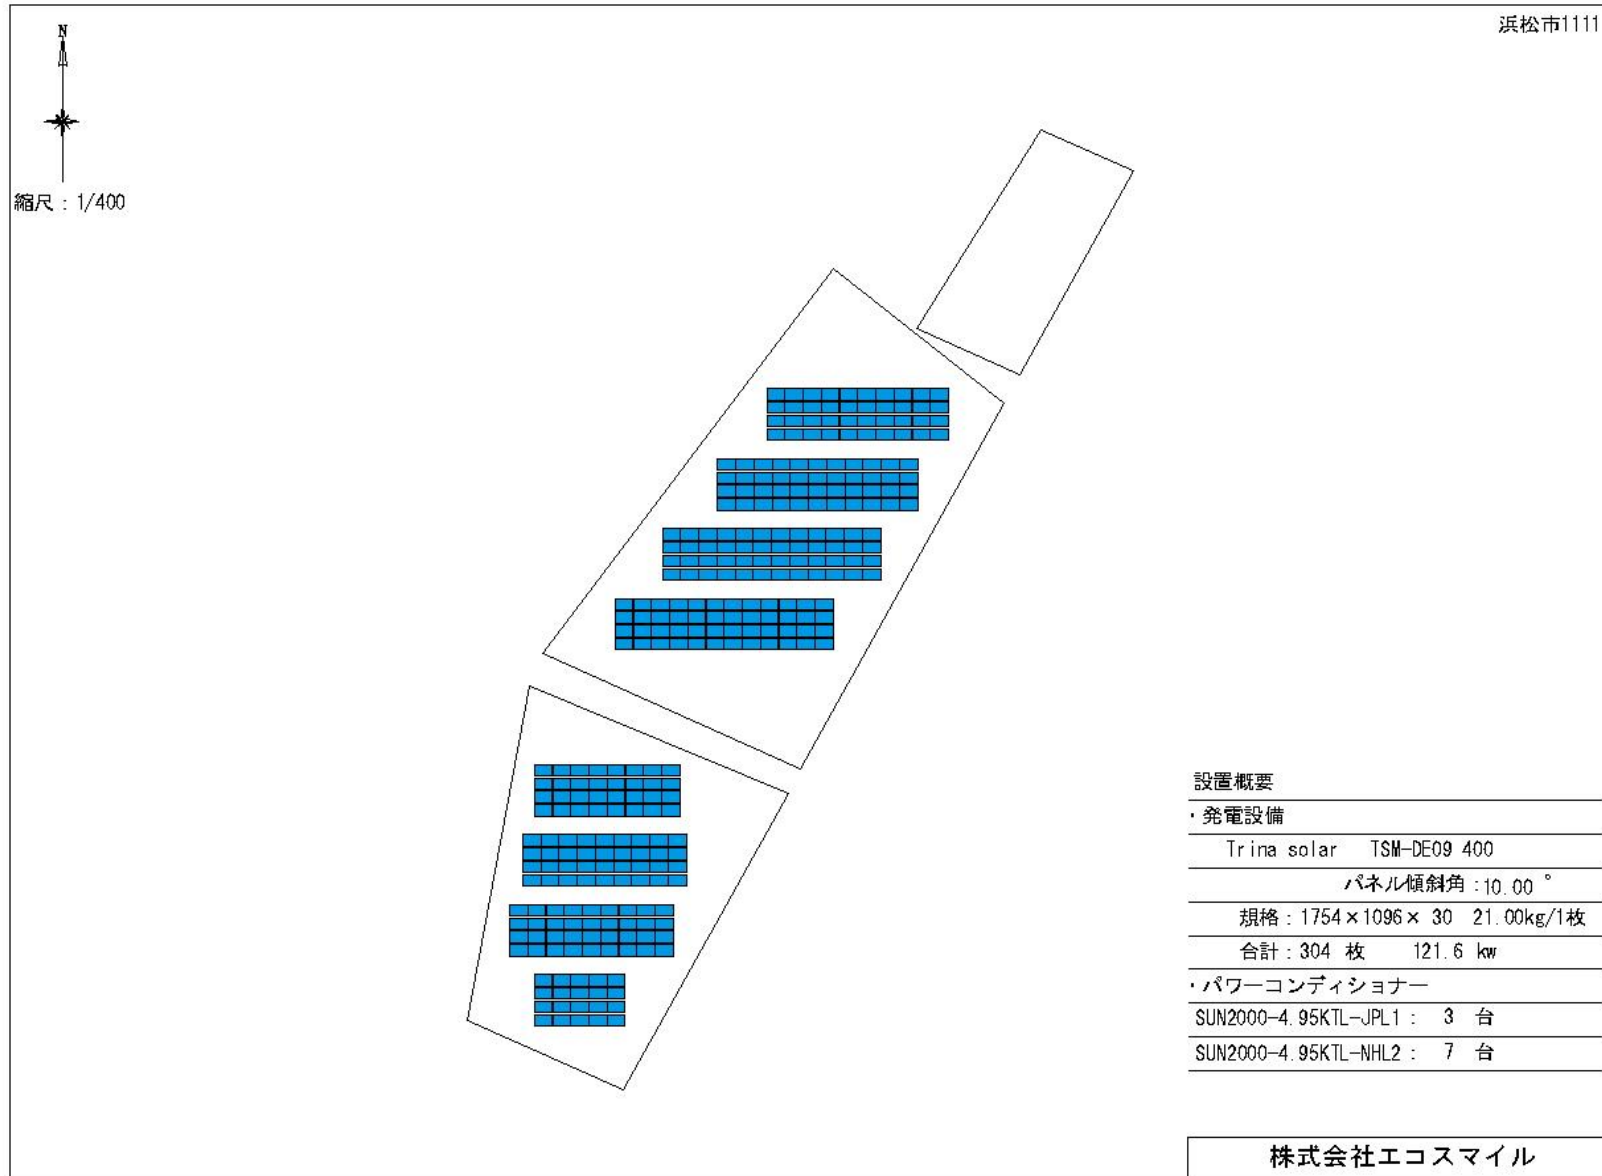 浜松市1111
N
縮尺：1/400
設置概要
・発電設備
Trina solar TSM-DE09 400
パネル傾斜角：10.00 °
規格：1754×1096× 30 21.00kg/1枚
合計：304 枚 121.6 kw
・パワーコンディショナー
SUN2000-4.95KTL-JPL1： 3 台
SUN2000-4.95KTL-NHL2： 7 台
株式会社エコスマイル